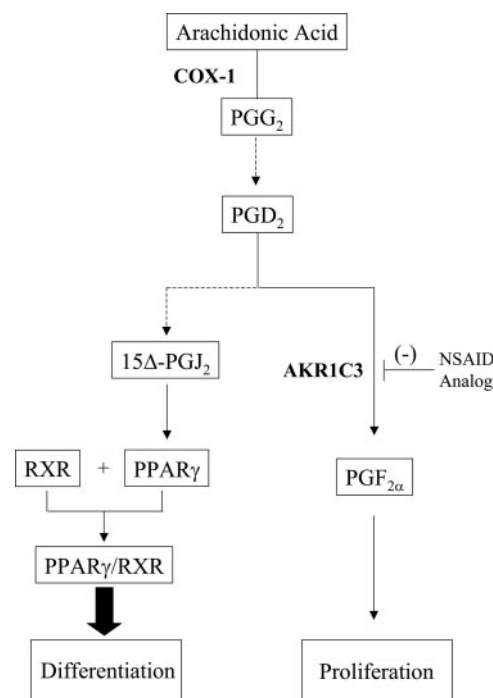 Arachidonic Acid
COX-1
PGG₂
PGD₂
15Δ-PGJ₂
AKR1C3
(-)
NSAID
Analog
RXR + PPARγ
PGF₂α
PPARγ/RXR
Differentiation
Proliferation